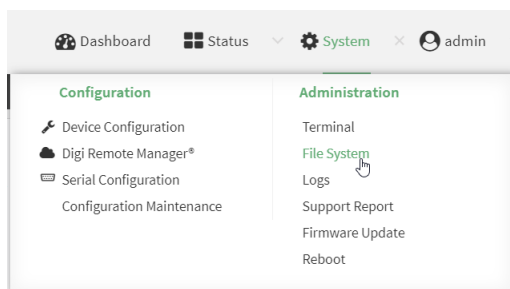 Dashboard Status System admin
Configuration
Device Configuration
Digi Remote Manager®
Serial Configuration
Configuration Maintenance
Administration
Terminal
File System
Logs
Support Report
Firmware Update
Reboot